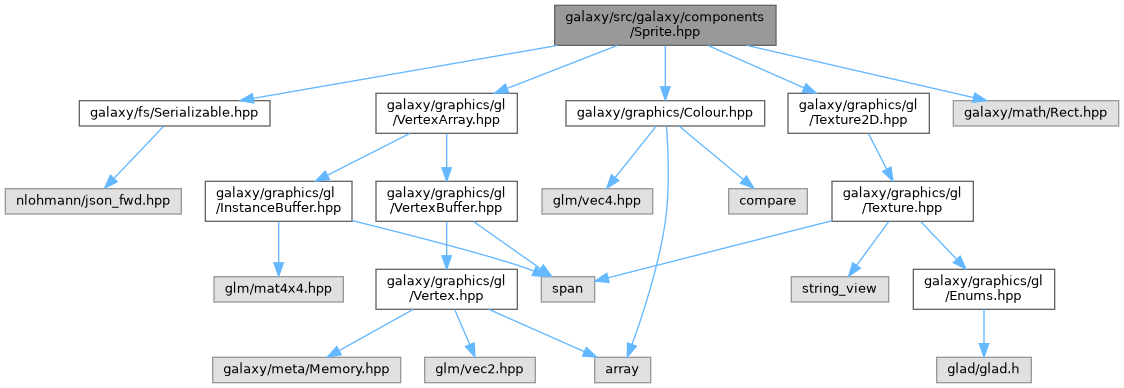 galaxy/src/galaxy/components
/Sprite.hpp
galaxy/fs/Serializable.hpp
galaxy/graphics/gl
/VertexArray.hpp
galaxy/graphics/Colour.hpp
galaxy/graphics/gl
/Texture2D.hpp
galaxy/math/Rect.hpp
nlohmann/json_fwd.hpp
galaxy/graphics/gl
/InstanceBuffer.hpp
galaxy/graphics/gl
/VertexBuffer.hpp
glm/vec4.hpp
compare
galaxy/graphics/gl
/Texture.hpp
glm/mat4x4.hpp
galaxy/graphics/gl
/Vertex.hpp
span
string_view
galaxy/graphics/gl
/Enums.hpp
galaxy/meta/Memory.hpp
glm/vec2.hpp
array
glad/glad.h